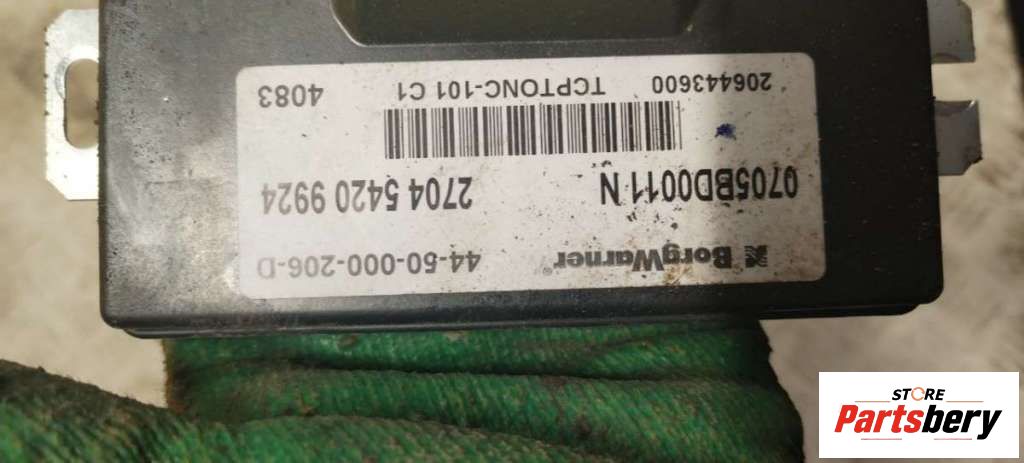 BorgWarner® 44-50-000-206-D
0705BD0011 N 2704 5420 9924
206443600 TCPTONC-101 C1 4083
STORE
Partsbery